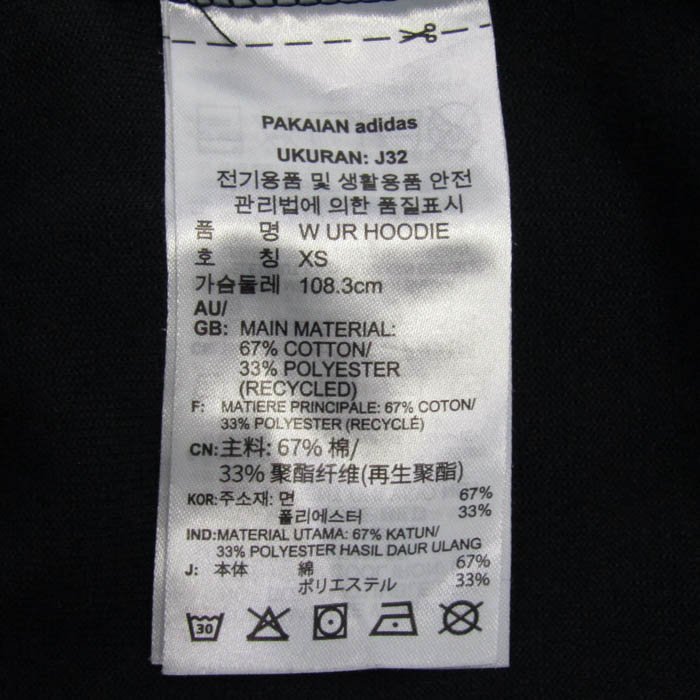 PAKAIAN adidas
UKURAN: J32
전기용품 및 생활용품 안전
관리법에 의한 품질표시
품 명 W UR HOODIE
호 칭 XS
가슴둘레 108.3cm
AU/
GB: MAIN MATERIAL:
67% COTTON/
33% POLYESTER
(RECYCLED)
F: MATIERE PRINCIPALE: 67% COTON/
33% POLYESTER (RECYCLÉ)
CN: 主料: 67% 棉/
33% 聚酯纤维(再生聚酯)
KOR: 주소재: 면 67%
폴리에스터 33%
IND: MATERIAL UTAMA: 67% KATUN/
33% POLYESTER HASIL DAUR ULANG
J: 本体 綿 67%
ポリエステル 33%
30